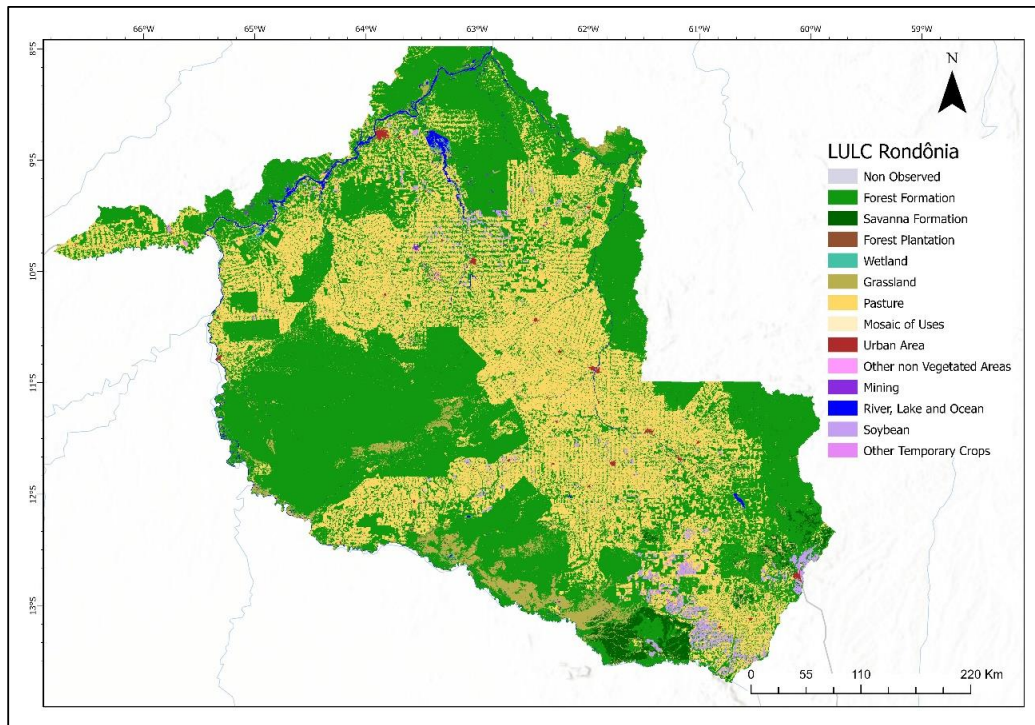 66°W 65°W 64°W 63°W 62°W 61°W 60°W 59°W
8°S
9°S
10°S
11°S
12°S
13°S
N
LULC Rondônia
Non Observed
Forest Formation
Savanna Formation
Forest Plantation
Wetland
Grassland
Pasture
Mosaic of Uses
Urban Area
Other non Vegetated Areas
Mining
River, Lake and Ocean
Soybean
Other Temporary Crops
0 55 110 220 Km